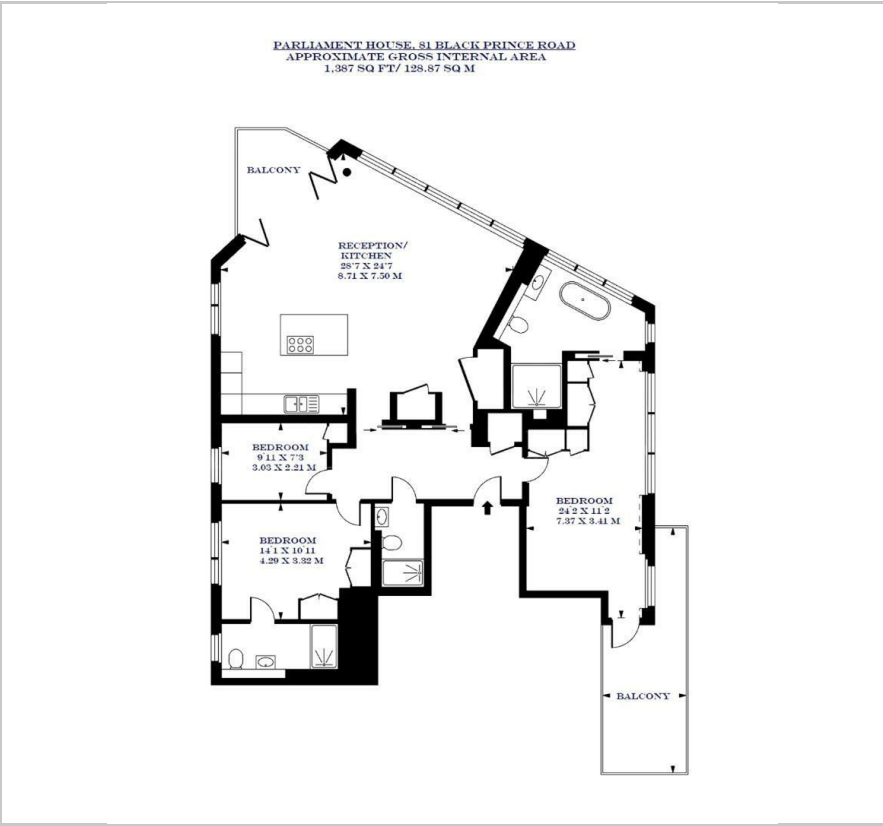 PARLIAMENT HOUSE, 81 BLACK PRINCE ROAD
APPROXIMATE GROSS INTERNAL AREA
1,387 SQ FT/ 128.87 SQ M
BALCONY
RECEPTION/
KITCHEN
28'7 X 24'7
8.71 X 7.50 M
BEDROOM
9'11 X 7'3
3.03 X 2.21 M
BEDROOM
24'2 X 11'2
7.37 X 3.41 M
BEDROOM
14'1 X 10'11
4.29 X 3.32 M
BALCONY